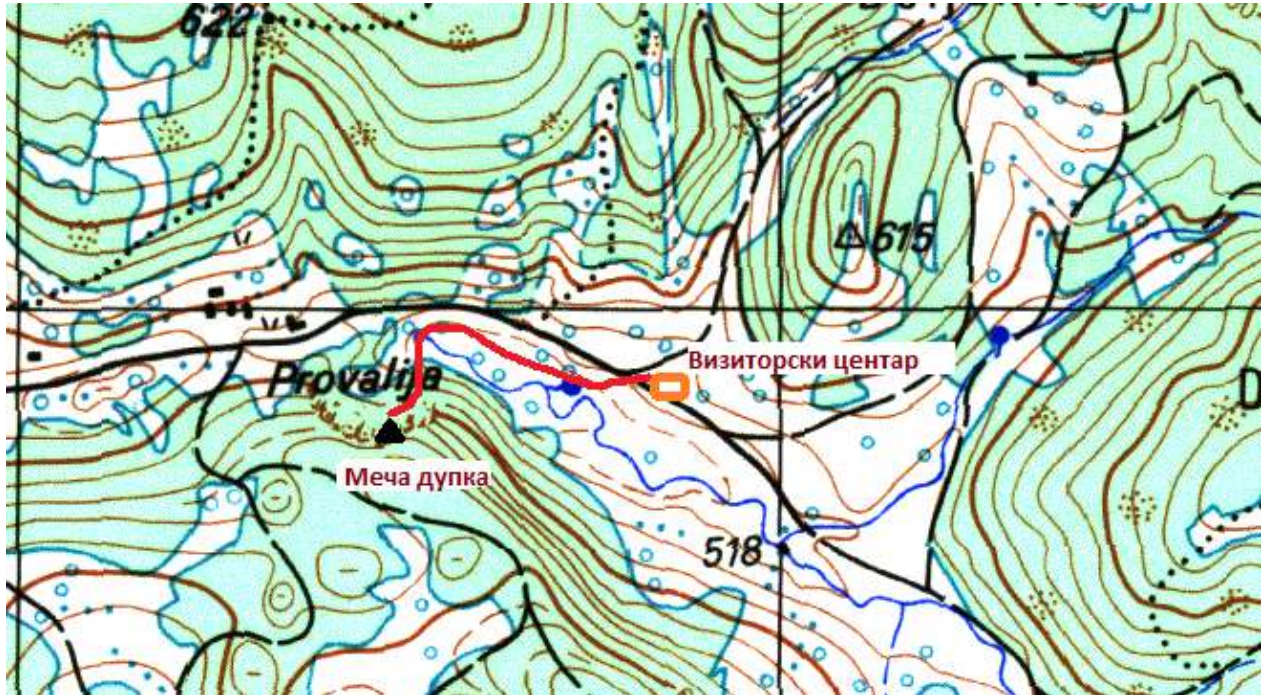 622
615
Визиторски центар
Provalija
Меча дупка
518